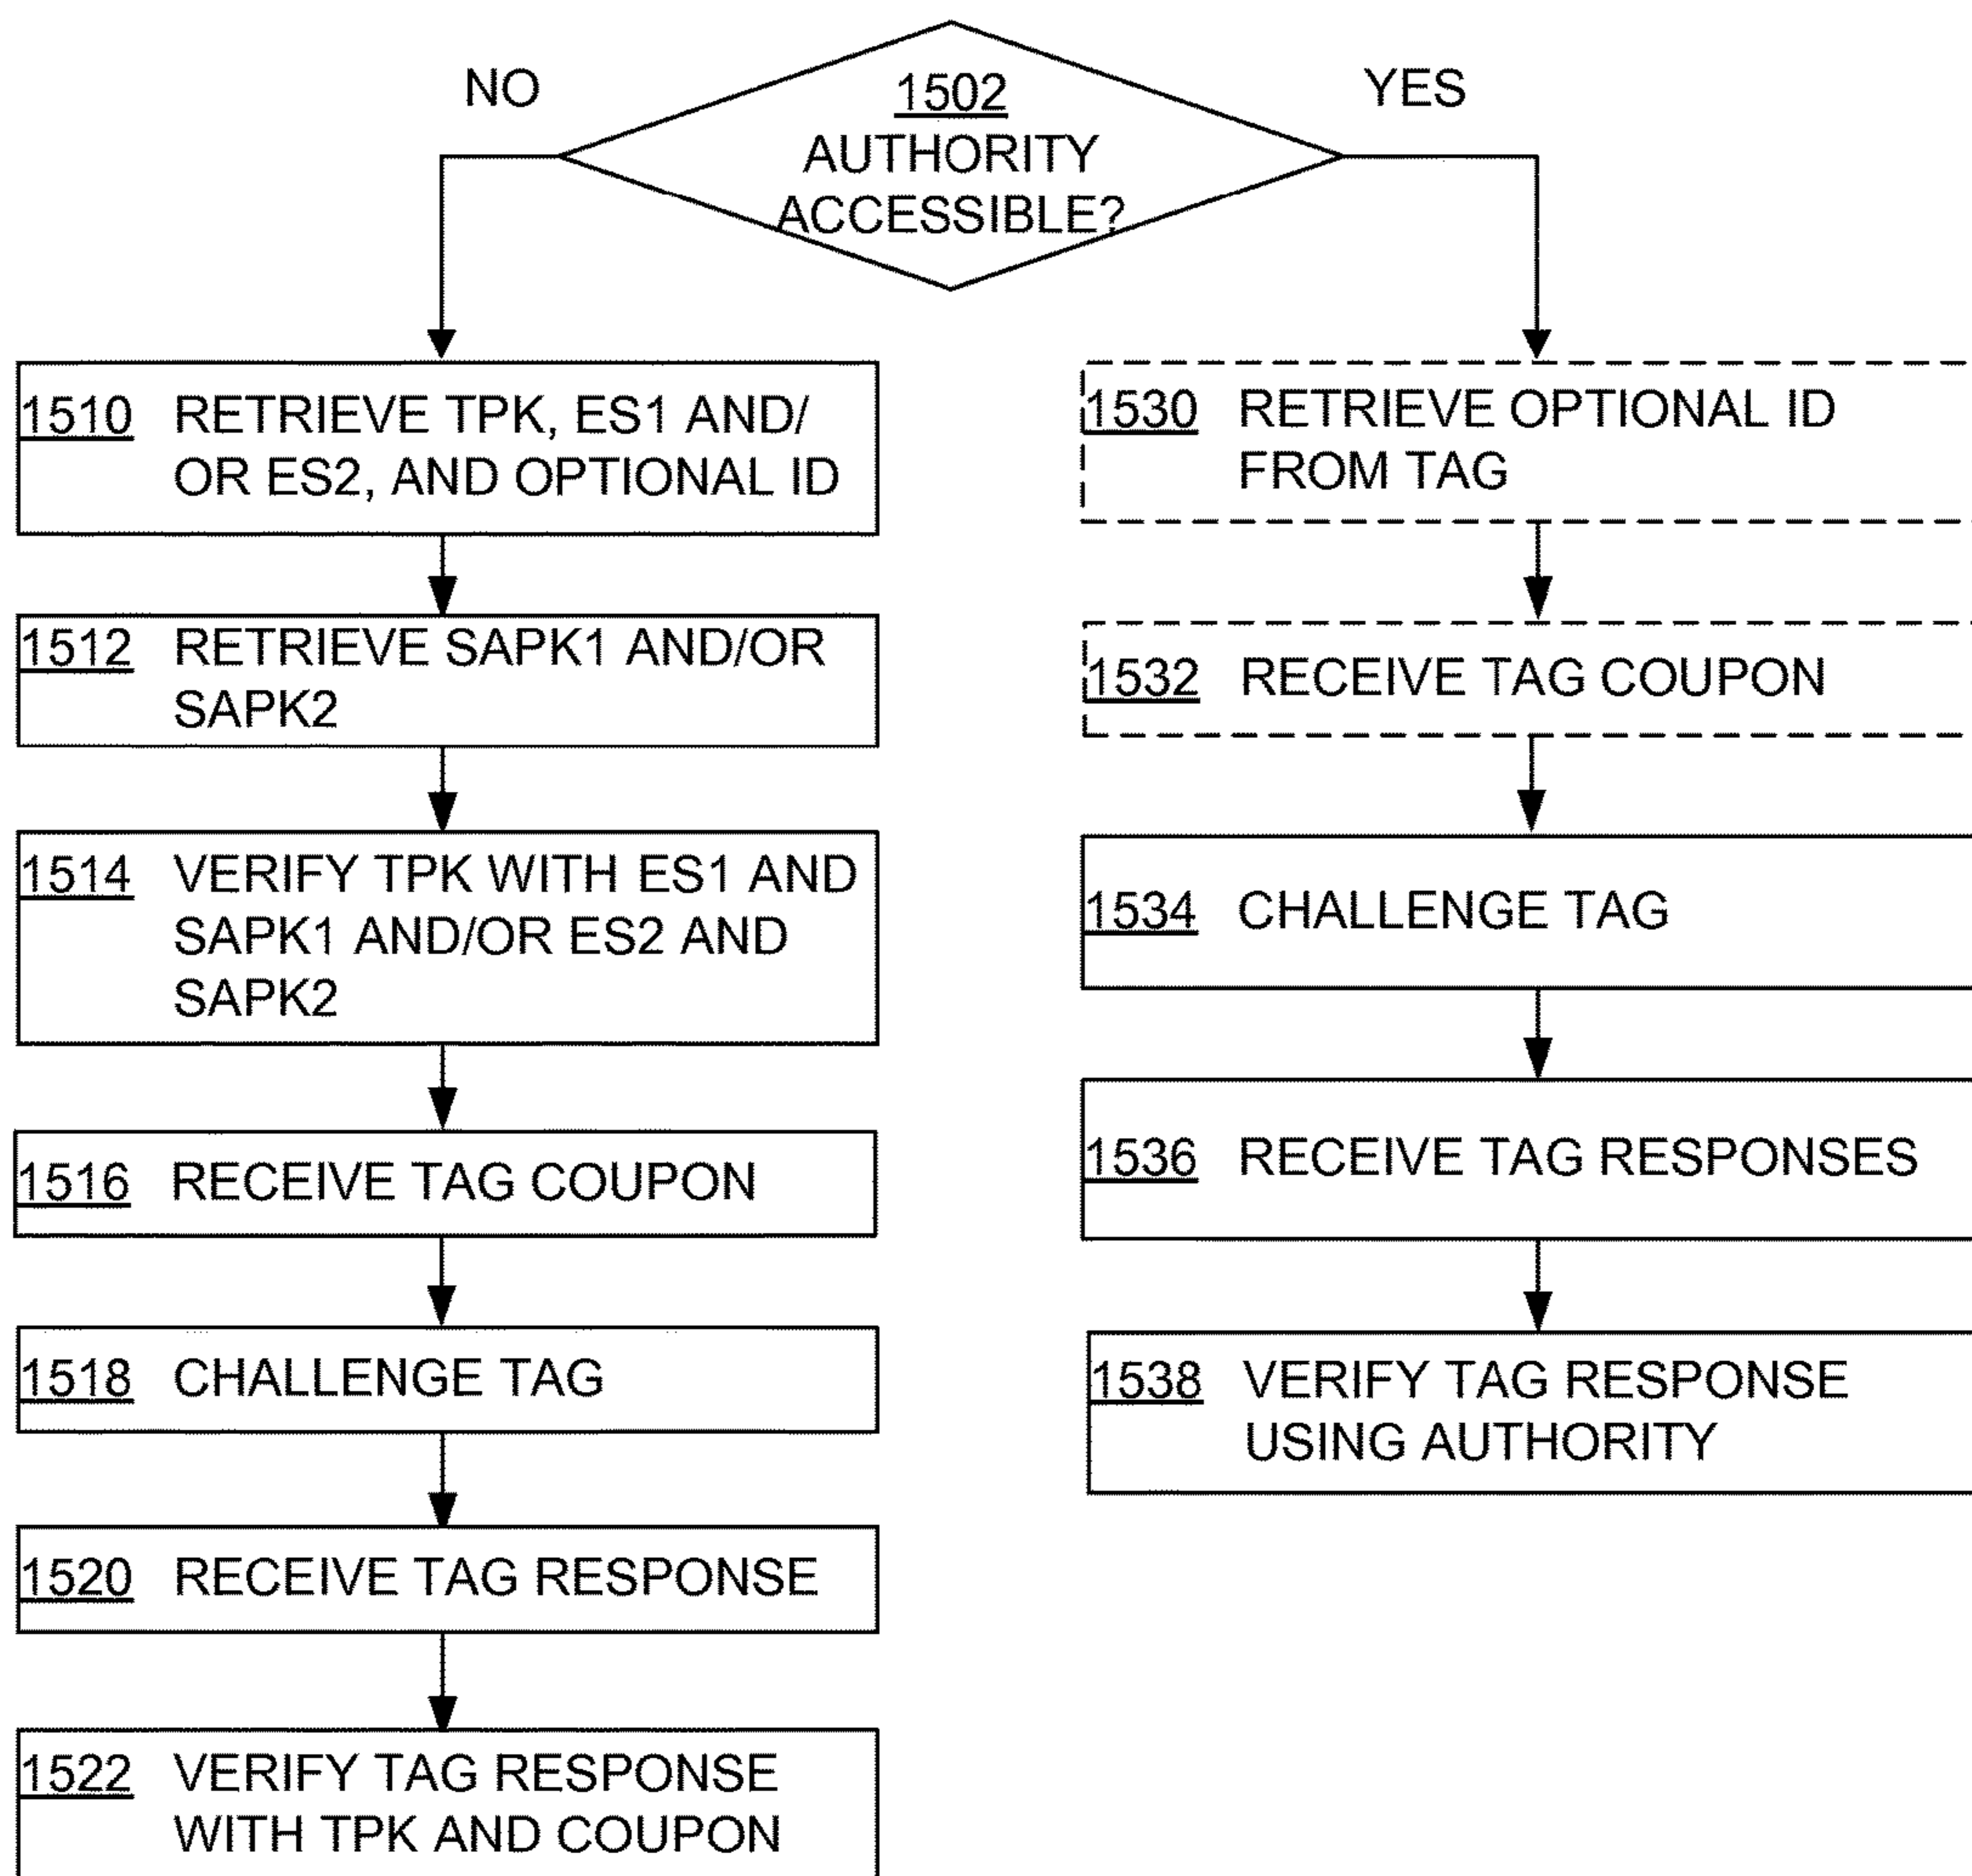 NO
YES
1502
AUTHORITY
ACCESSIBLE?
1510 RETRIEVE TPK, ES1 AND/
OR ES2, AND OPTIONAL ID
1512 RETRIEVE SAPK1 AND/OR
SAPK2
1514 VERIFY TPK WITH ES1 AND
SAPK1 AND/OR ES2 AND
SAPK2
1516 RECEIVE TAG COUPON
1518 CHALLENGE TAG
1520 RECEIVE TAG RESPONSE
1522 VERIFY TAG RESPONSE
WITH TPK AND COUPON
1530 RETRIEVE OPTIONAL ID
FROM TAG
1532 RECEIVE TAG COUPON
1534 CHALLENGE TAG
1536 RECEIVE TAG RESPONSES
1538 VERIFY TAG RESPONSE
USING AUTHORITY